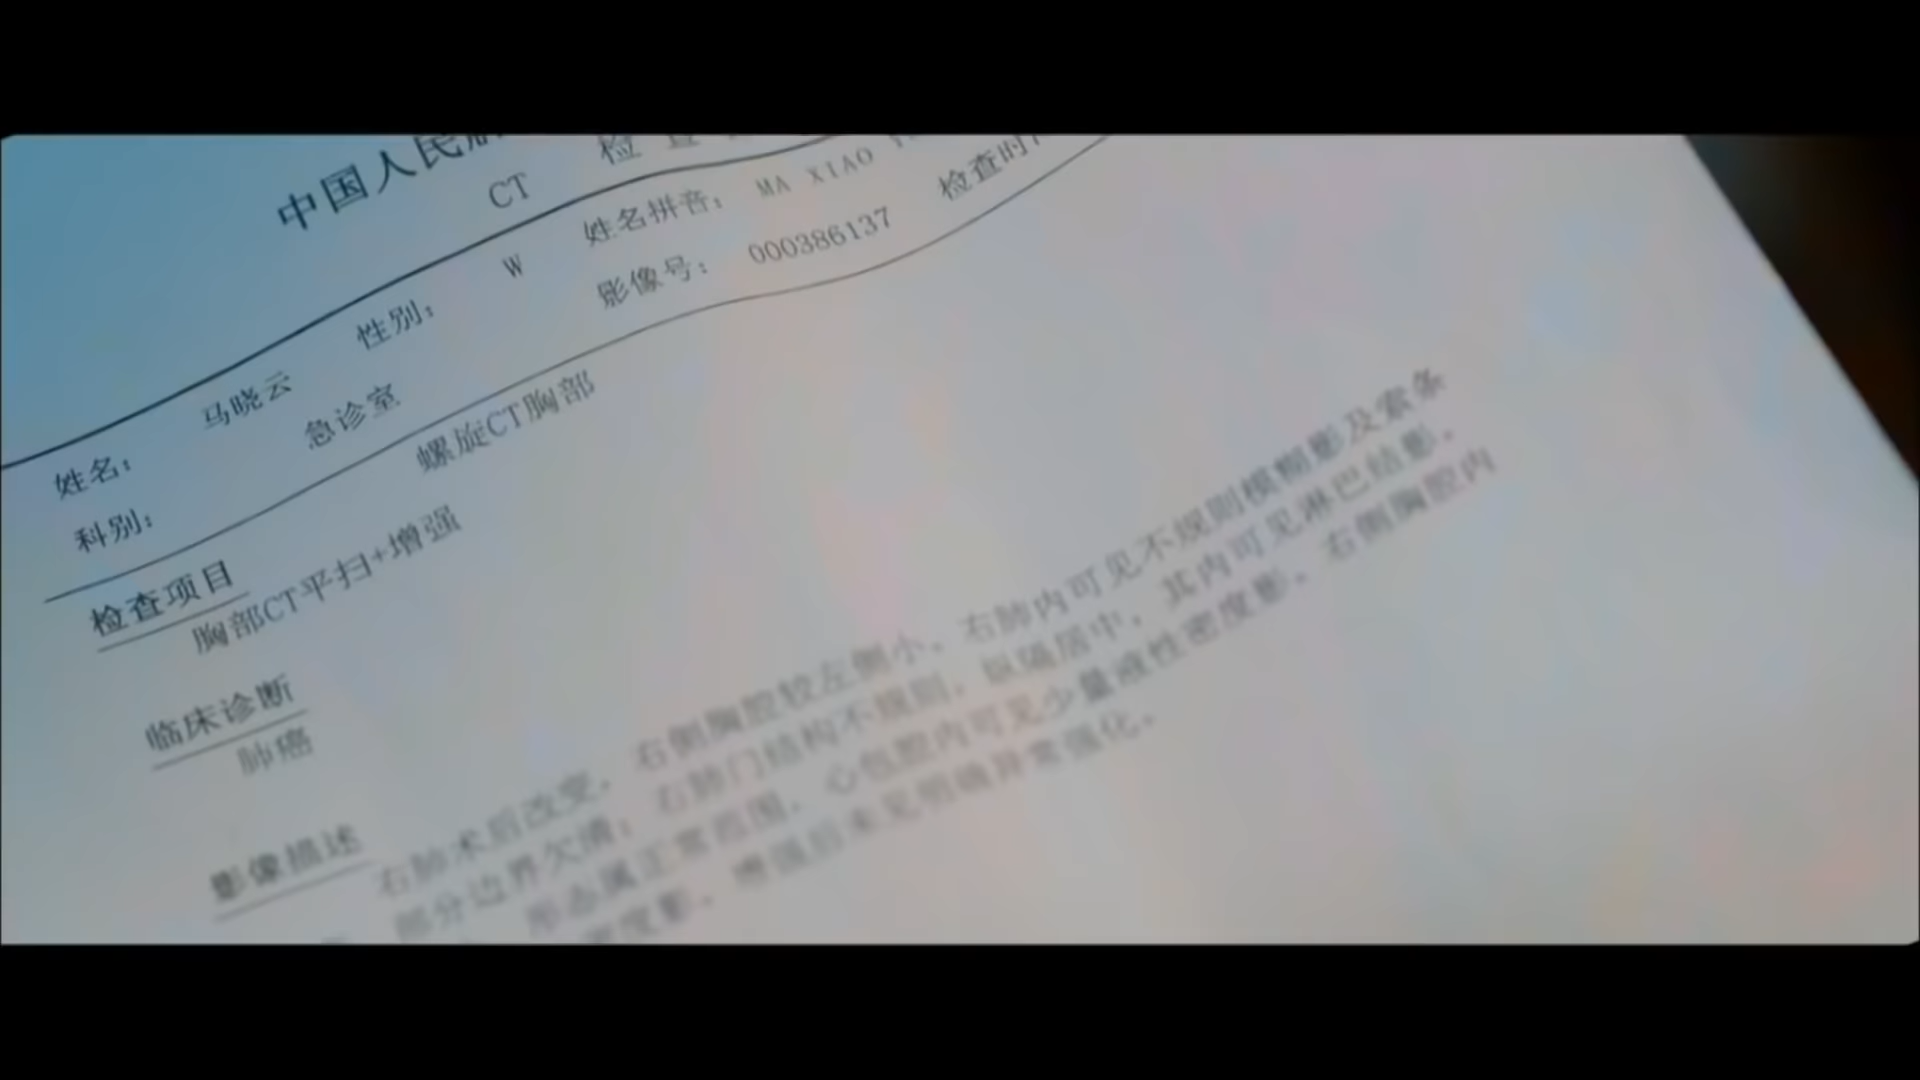 中国人民解
CT 检查
姓名： 马晓云 性别： W 姓名拼音： MA XIAO
科别： 急诊室 影像号： 000386137 检查时
螺旋CT胸部
检查项目
胸部CT平扫+增强
临床诊断
肺癌
影像描述
右肺术后改变，右侧胸腔较左侧小，右肺内可见不规则模糊影及索条
部分边界欠清；右肺门结构不规则，纵隔居中，其内可见淋巴结影，
形态属正常范围，心包腔内可见少量液性密度影，右侧胸腔内
密度影，增强后未见明确异常强化。